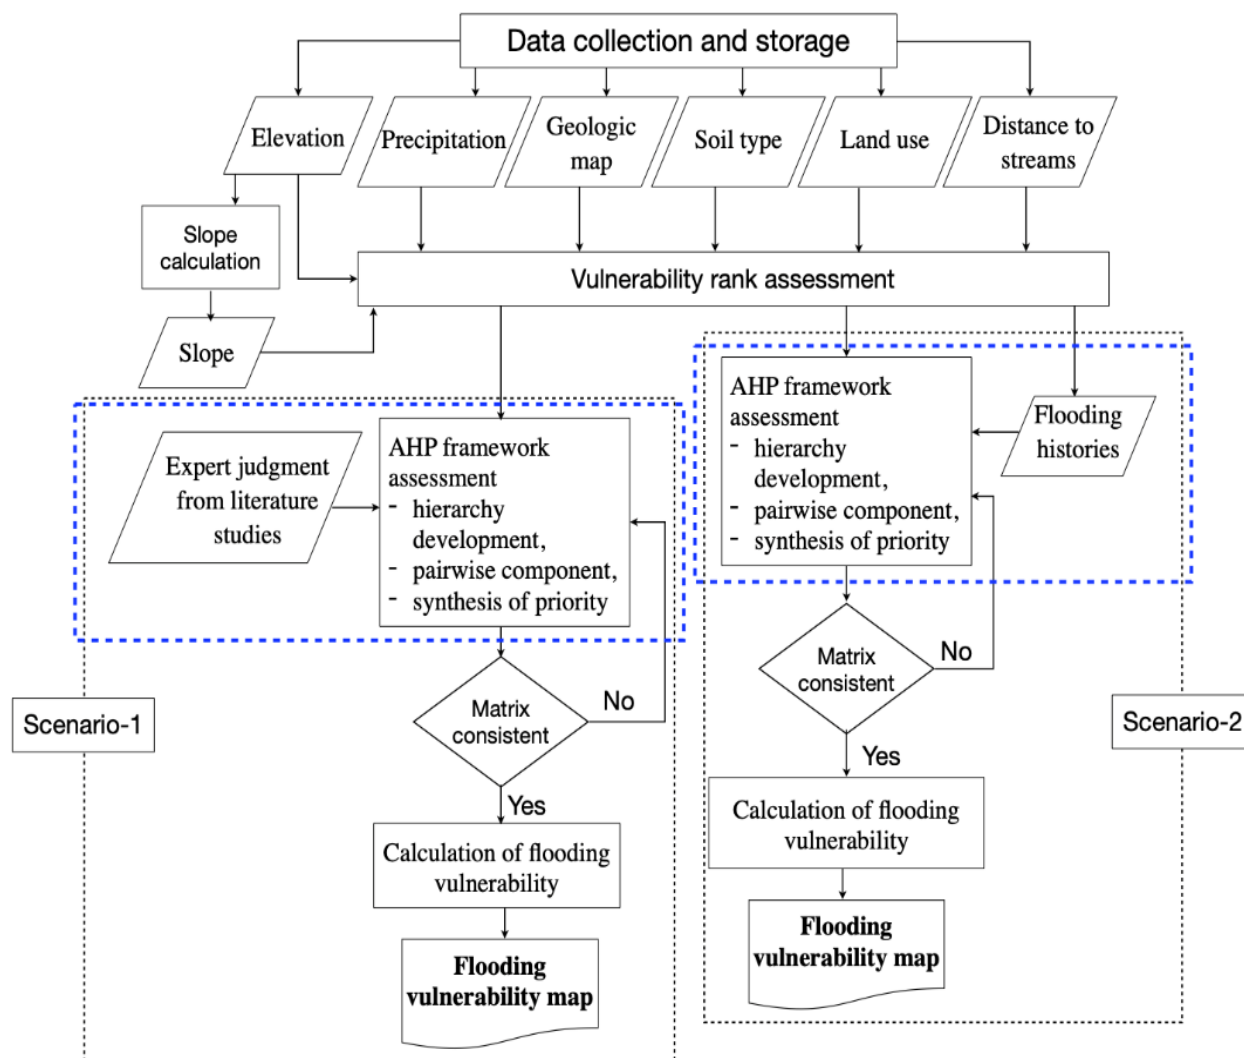 Data collection and storage
Elevation
Precipitation
Geologic
map
Soil type
Land use
Distance to
streams
Slope
calculation
Vulnerability rank assessment
Slope
Expert judgment
from literature
studies
AHP framework
assessment
- hierarchy
development,
- pairwise component,
- synthesis of priority
Matrix
consistent
No
Yes
Calculation of flooding
vulnerability
Flooding
vulnerability map
Scenario-1
AHP framework
assessment
- hierarchy
development,
- pairwise component,
- synthesis of priority
Flooding
histories
Matrix
consistent
No
Yes
Calculation of flooding
vulnerability
Flooding
vulnerability map
Scenario-2